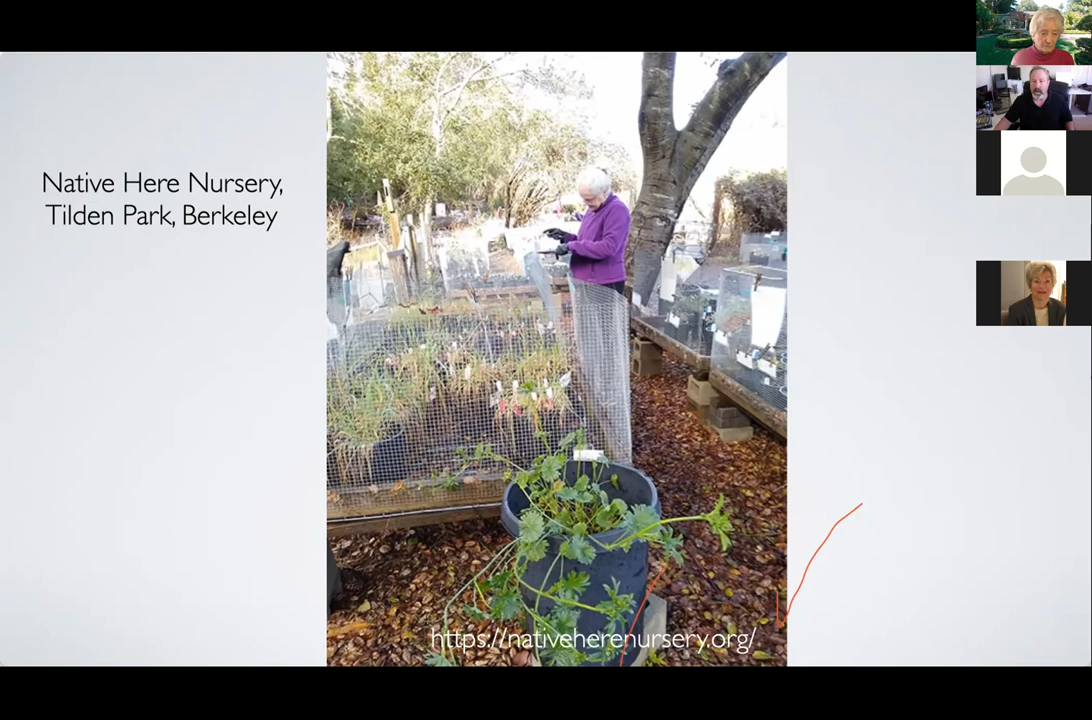 Native Here Nursery,
Tilden Park, Berkeley
https://nativeherenursery.org/